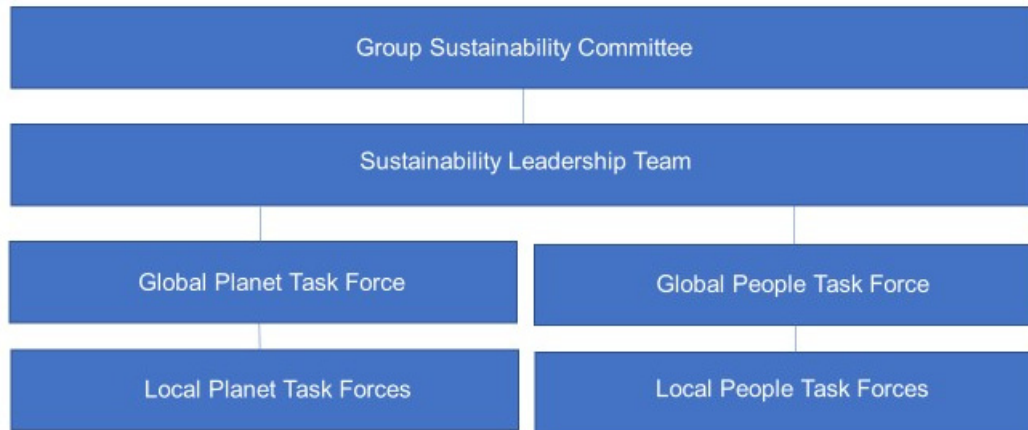 Group Sustainability Committee
Sustainability Leadership Team
Global Planet Task Force
Global People Task Force
Local Planet Task Forces
Local People Task Forces